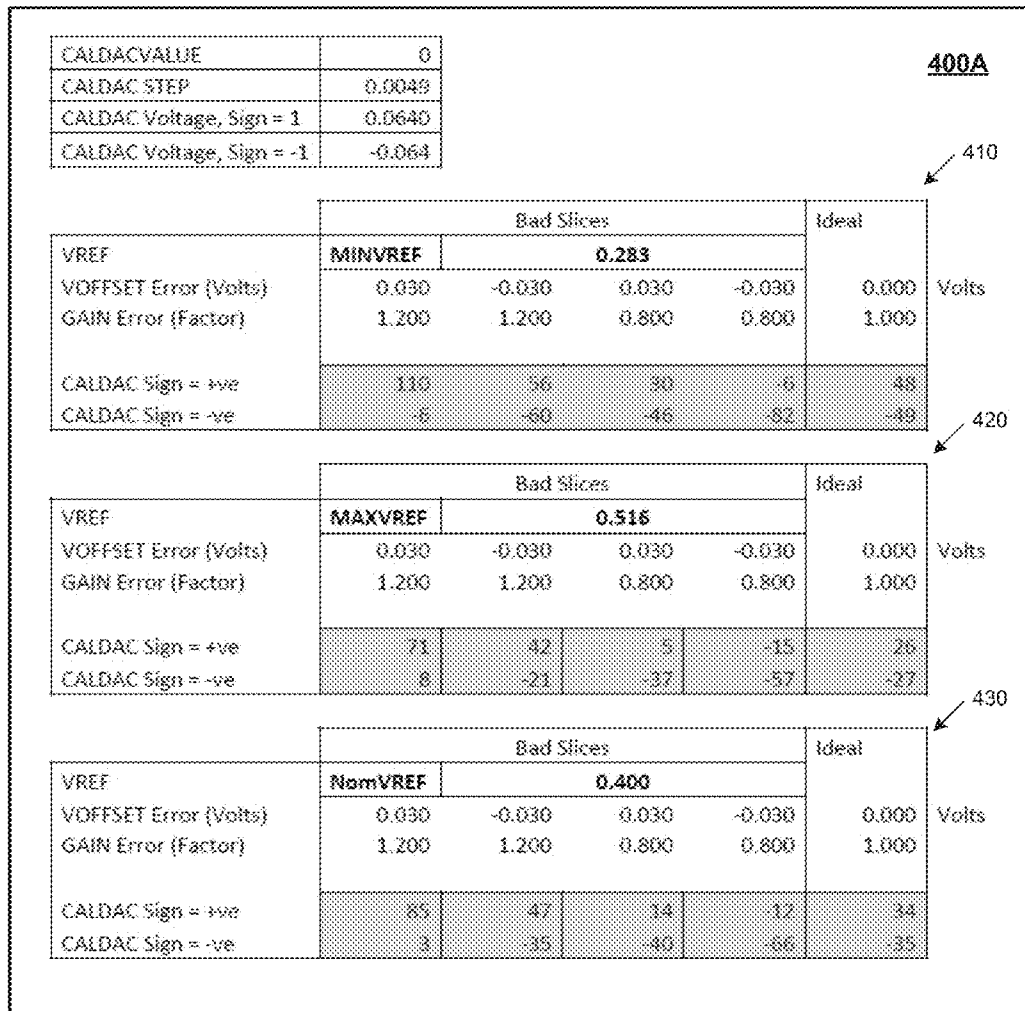 400A
CALDACVALUE 0
CALDAC STEP 0.0049
CALDAC Voltage, Sign = 1 0.0640
CALDAC Voltage, Sign = -1 -0.064
410
Bad Slices Ideal
VREF MINVREF 0.283
VOFFSET Error (Volts) 0.030 -0.030 0.030 -0.030 0.000 Volts
GAIN Error (Factor) 1.200 1.200 0.800 0.800 1.000
CALDAC Sign = +ve 110 56 30 -6 48
CALDAC Sign = -ve -6 -60 -46 -82 -49
420
Bad Slices Ideal
VREF MAXVREF 0.516
VOFFSET Error (Volts) 0.030 -0.030 0.030 -0.030 0.000 Volts
GAIN Error (Factor) 1.200 1.200 0.800 0.800 1.000
CALDAC Sign = +ve 71 42 5 -15 26
CALDAC Sign = -ve 8 -21 -37 -57 -27
430
Bad Slices Ideal
VREF NomVREF 0.400
VOFFSET Error (Volts) 0.030 -0.030 0.030 -0.030 0.000 Volts
GAIN Error (Factor) 1.200 1.200 0.800 0.800 1.000
CALDAC Sign = +ve 85 47 14 -12 34
CALDAC Sign = -ve 3 -35 -40 -66 -35